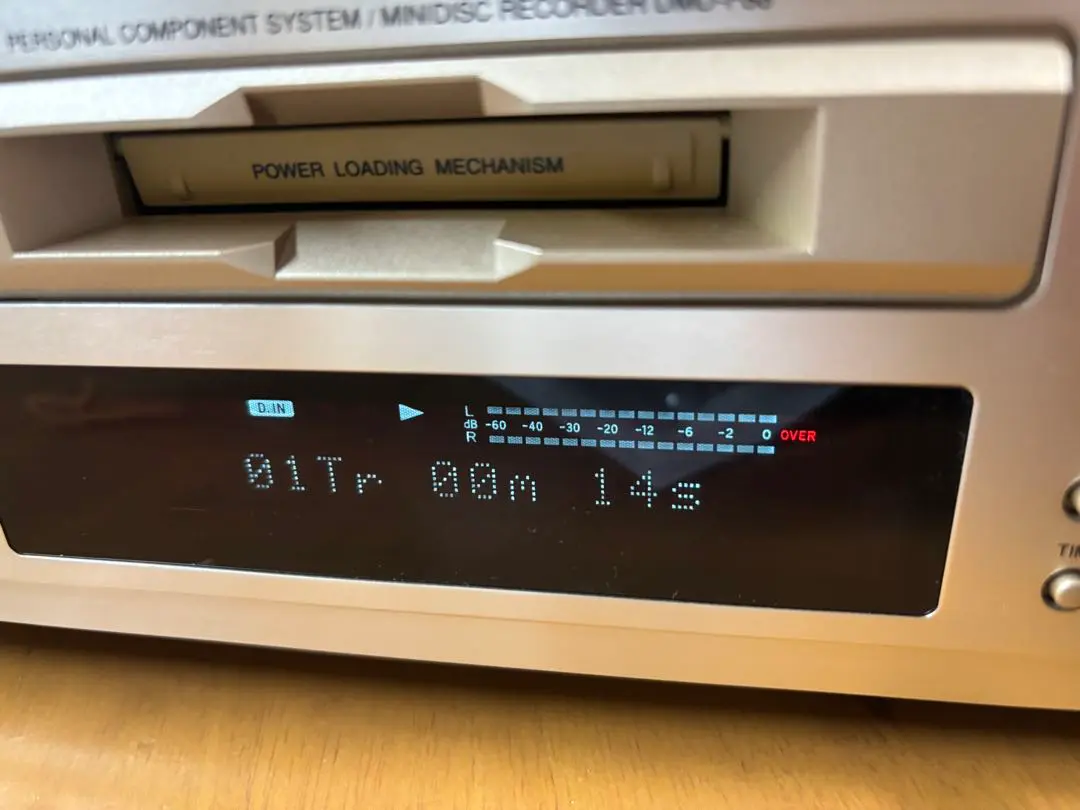 PERSONAL COMPONENT SYSTEM / MINIDISC RECORDER
POWER LOADING MECHANISM
D.IN
L
dB -60 -40 -30 -20 -12 -6 -2 0 OVER
R
01Tr 00m 14s